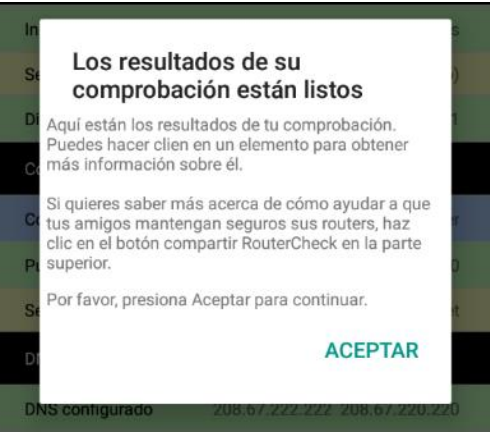 Los resultados de su
comprobación están listos
Aquí están los resultados de tu comprobación.
Puedes hacer clien en un elemento para obtener
más información sobre él.
Si quieres saber más acerca de cómo ayudar a que
tus amigos mantengan seguros sus routers, haz
clic en el botón compartir RouterCheck en la parte
superior.
Por favor, presiona Aceptar para continuar.
ACEPTAR
DNS configurado 208.67.222.222 208.67.220.220